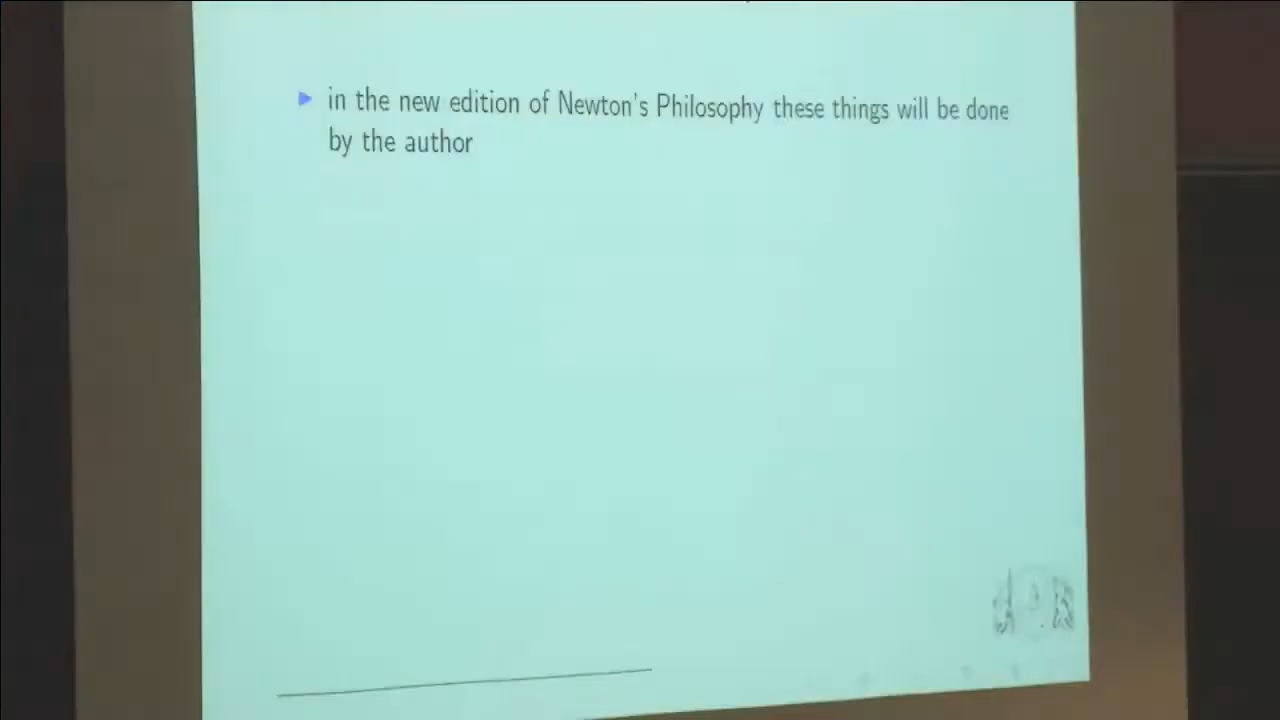 in the new edition of Newton's Philosophy these things will be done
by the author